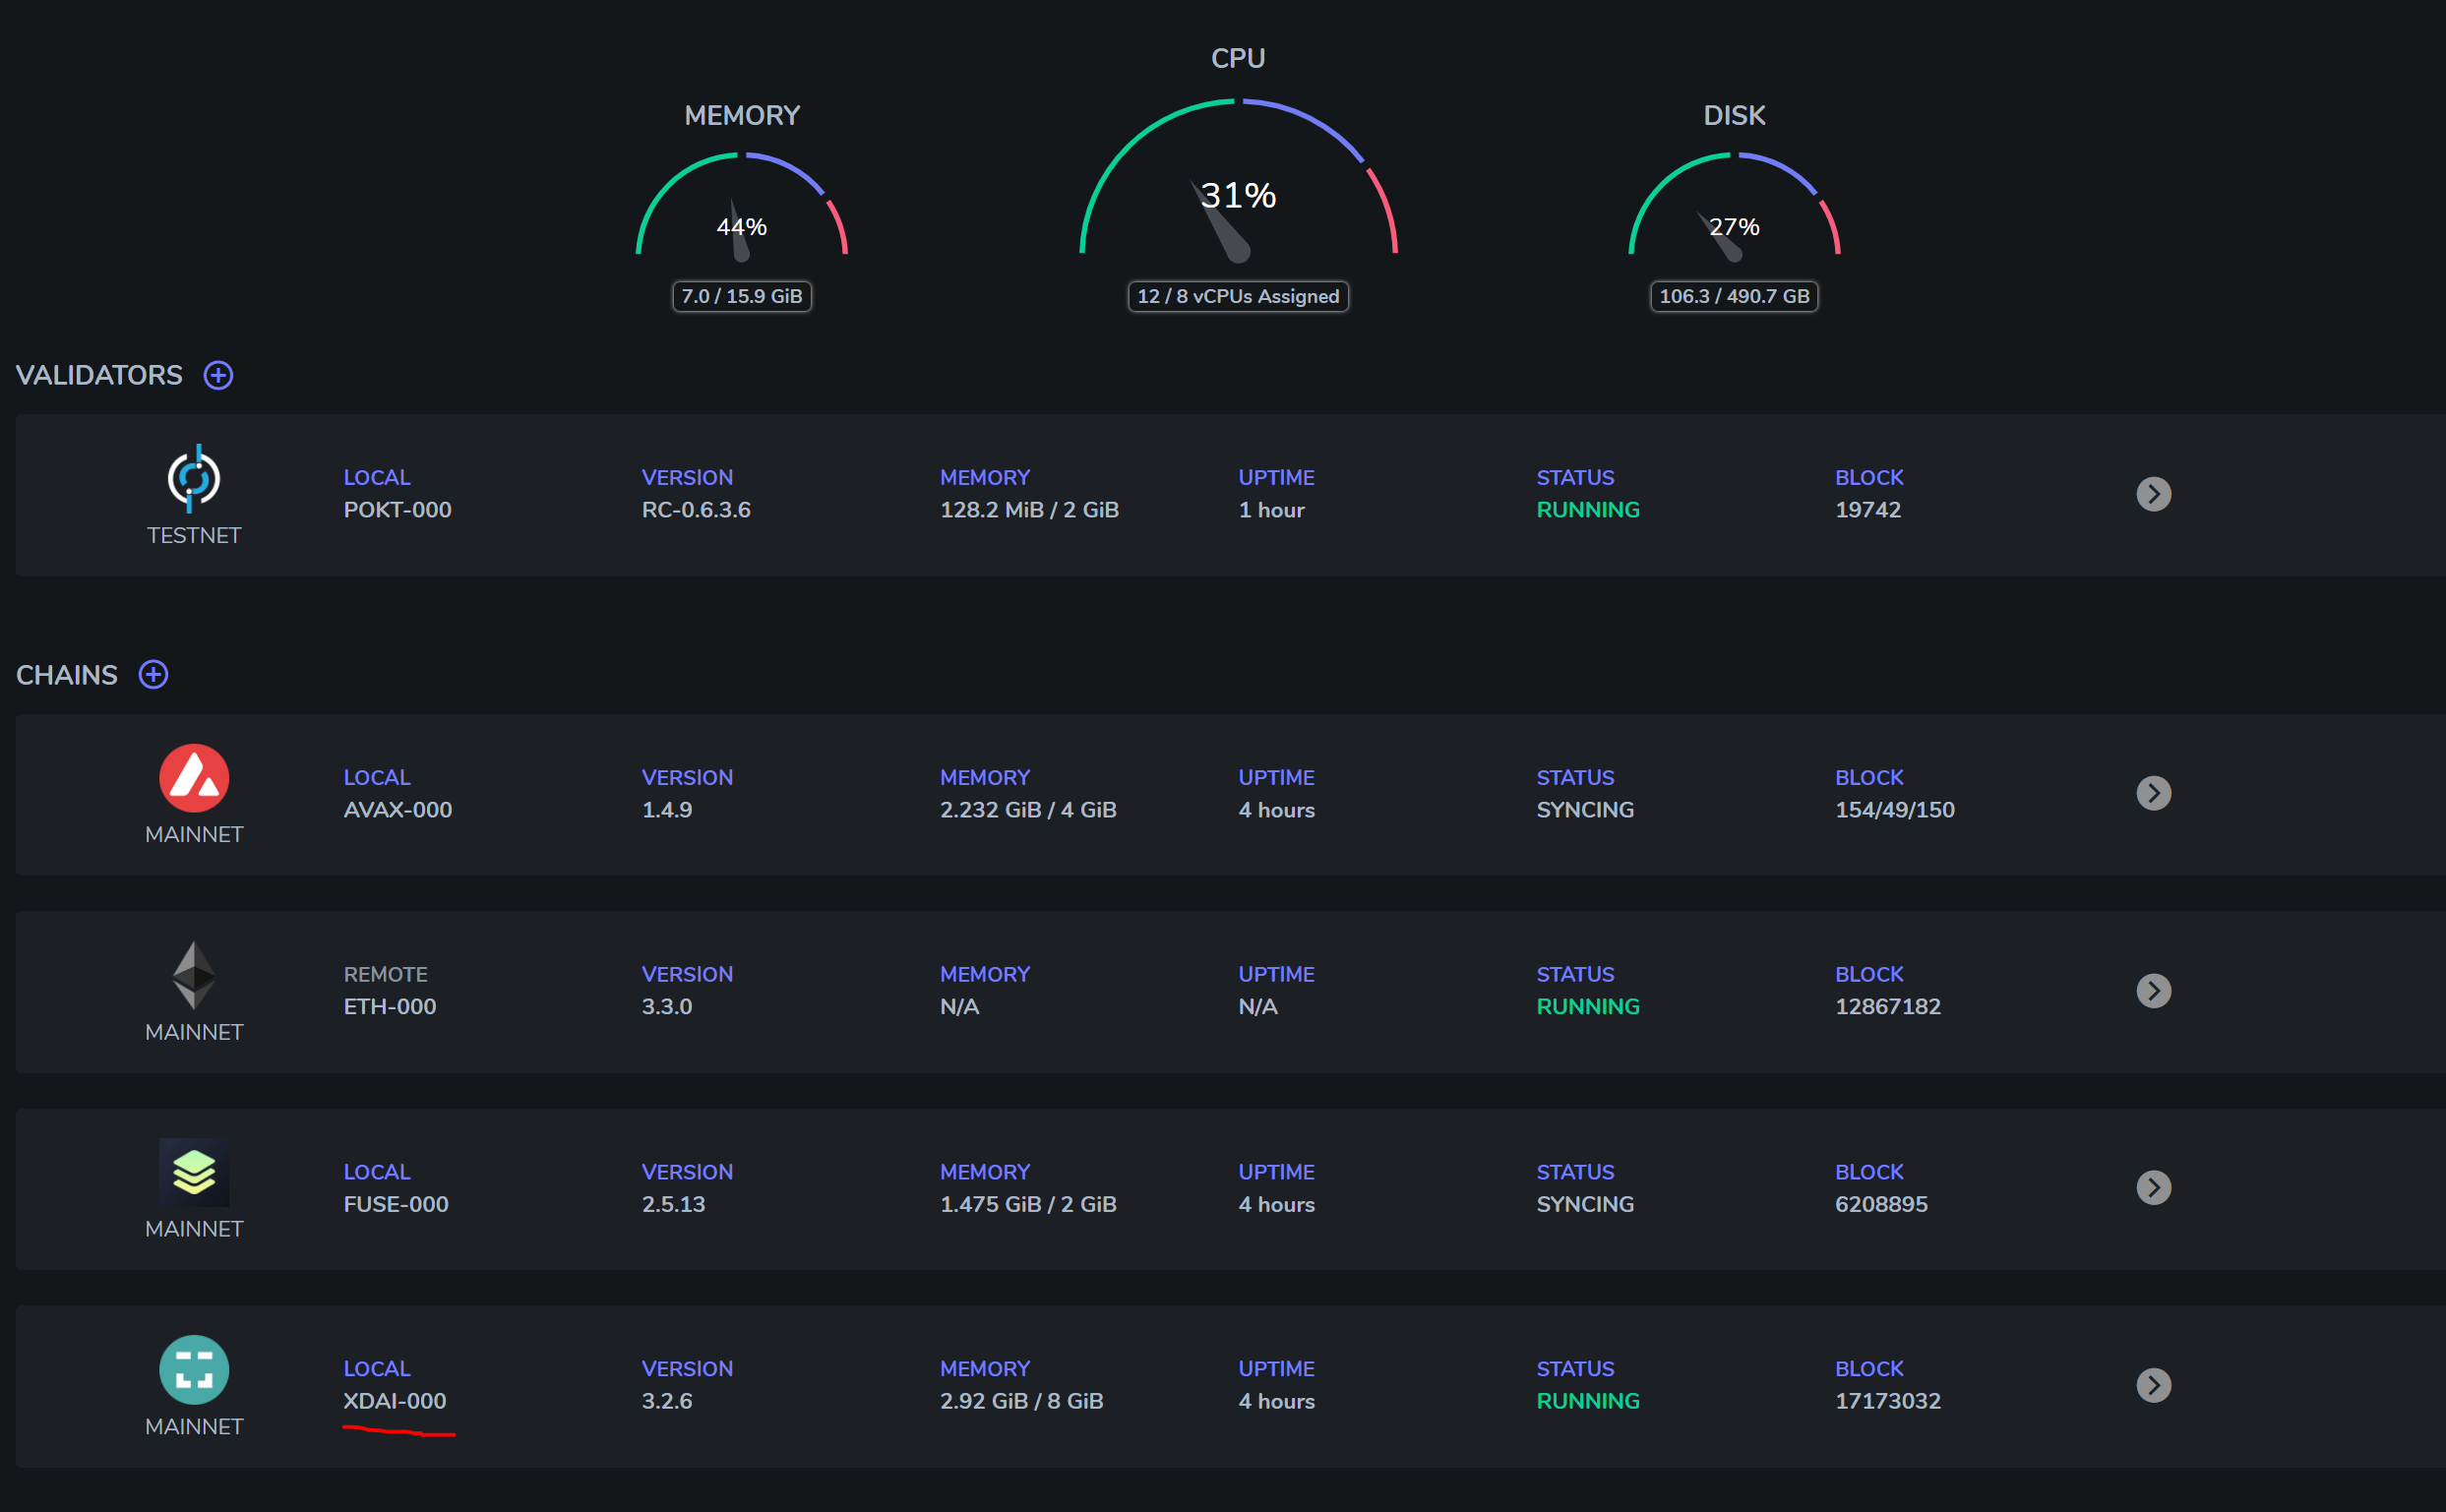 CPU
MEMORY
DISK
44%
31%
27%
7.0 / 15.9 GiB
12 / 8 vCPUs Assigned
106.3 / 490.7 GB
VALIDATORS
LOCAL VERSION MEMORY UPTIME STATUS BLOCK
POKT-000 RC-0.6.3.6 128.2 MiB / 2 GiB 1 hour RUNNING 19742
TESTNET
CHAINS
LOCAL VERSION MEMORY UPTIME STATUS BLOCK
AVAX-000 1.4.9 2.232 GiB / 4 GiB 4 hours SYNCING 154/49/150
MAINNET
REMOTE VERSION MEMORY UPTIME STATUS BLOCK
ETH-000 3.3.0 N/A N/A RUNNING 12867182
MAINNET
LOCAL VERSION MEMORY UPTIME STATUS BLOCK
FUSE-000 2.5.13 1.475 GiB / 2 GiB 4 hours SYNCING 6208895
MAINNET
LOCAL VERSION MEMORY UPTIME STATUS BLOCK
XDAI-000 3.2.6 2.92 GiB / 8 GiB 4 hours RUNNING 17173032
MAINNET